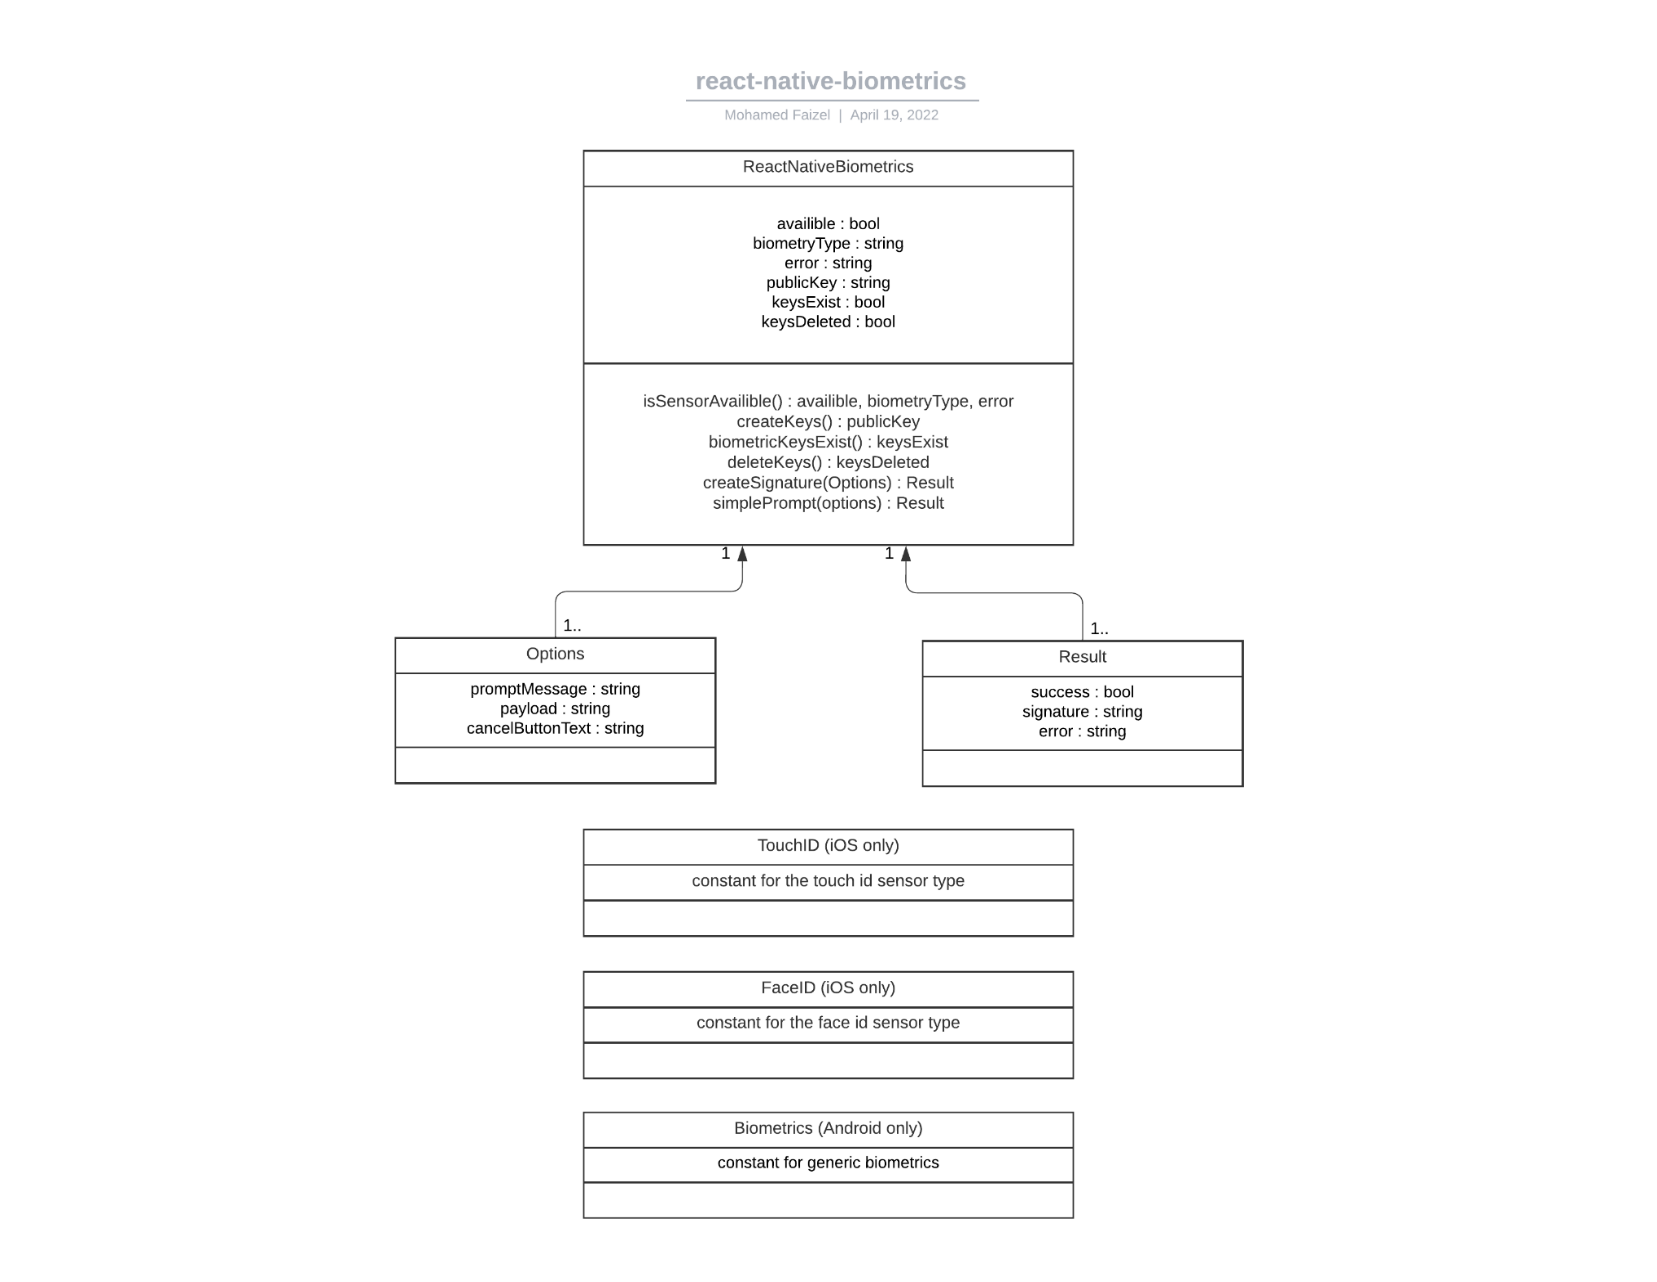 react-native-biometrics
Mohamed Faizel | April 19, 2022
ReactNativeBiometrics
availible : bool
biometryType : string
error : string
publicKey : string
keysExist : bool
keysDeleted : bool
isSensorAvailible() : availible, biometryType, error
createKeys() : publicKey
biometricKeysExist() : keysExist
deleteKeys() : keysDeleted
createSignature(Options) : Result
simplePrompt(options) : Result
1
1
1..
1..
Options
promptMessage : string
payload : string
cancelButtonText : string
Result
success : bool
signature : string
error : string
TouchID (iOS only)
constant for the touch id sensor type
FaceID (iOS only)
constant for the face id sensor type
Biometrics (Android only)
constant for generic biometrics